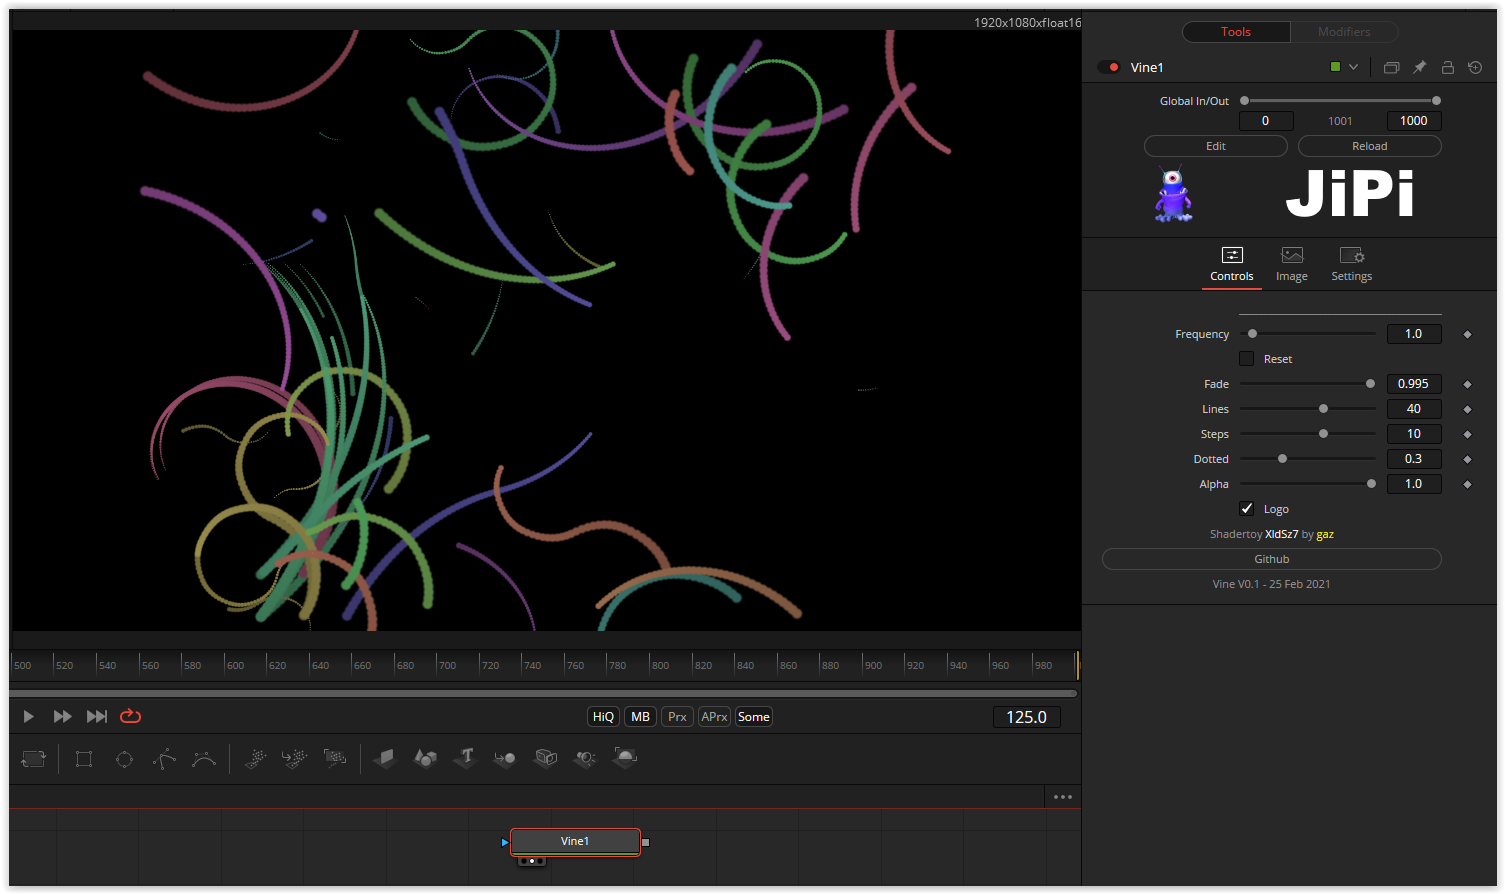 1920x1080xfloat16
Tools
Modifiers
Vine1
Global In/Out
0
1001
1000
Edit
Reload
JiPi
Controls
Image
Settings
Frequency
1.0
Reset
Fade
0.995
Lines
40
Steps
10
Dotted
0.3
Alpha
1.0
Logo
Shadertoy XldSz7 by gaz
Github
Vine V0.1 - 25 Feb 2021
500 520 540 560 580 600 620 640 660 680 700 720 740 760 780 800 820 840 860 880 900 920 940 960 980
HiQ MB Prx APrx Some
125.0
T
Vine1